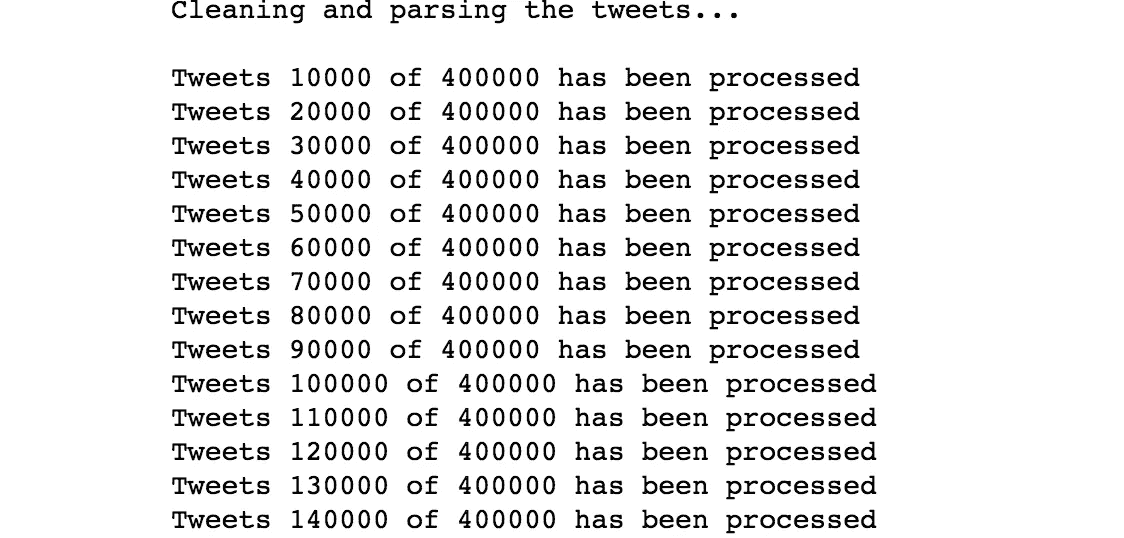 Cleaning and parsing the tweets...
Tweets 10000 of 400000 has been processed
Tweets 20000 of 400000 has been processed
Tweets 30000 of 400000 has been processed
Tweets 40000 of 400000 has been processed
Tweets 50000 of 400000 has been processed
Tweets 60000 of 400000 has been processed
Tweets 70000 of 400000 has been processed
Tweets 80000 of 400000 has been processed
Tweets 90000 of 400000 has been processed
Tweets 100000 of 400000 has been processed
Tweets 110000 of 400000 has been processed
Tweets 120000 of 400000 has been processed
Tweets 130000 of 400000 has been processed
Tweets 140000 of 400000 has been processed